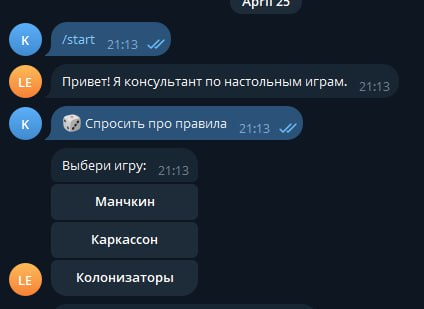 April 25
K
/start 21:13
LE
Привет! Я консультант по настольным играм. 21:13
K
🎲 Спросить про правила 21:13
Выбери игру: 21:13
Манчкин
Каркассон
Колонизаторы
LE